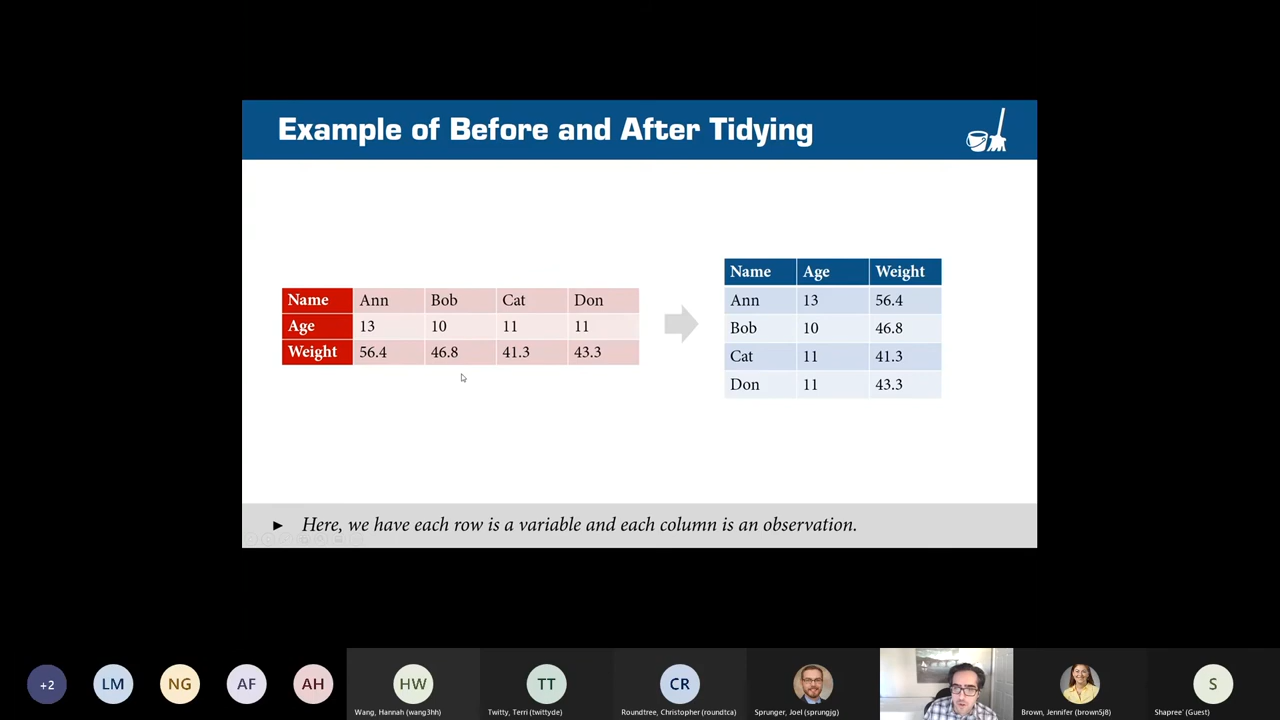 Example of Before and After Tidying
Name Ann Bob Cat Don
Age 13 10 11 11
Weight 56.4 46.8 41.3 43.3
Name Age Weight
Ann 13 56.4
Bob 10 46.8
Cat 11 41.3
Don 11 43.3
► Here, we have each row is a variable and each column is an observation.
+2 LM NG AF AH HW TT CR S
Wang, Hannah (wang3hh) Twitty, Terri (twittyde) Roundtree, Christopher (roundtca) Sprunger, Joel (sprungjg) Brown, Jennifer (brown5j8) Shapree' (Guest)